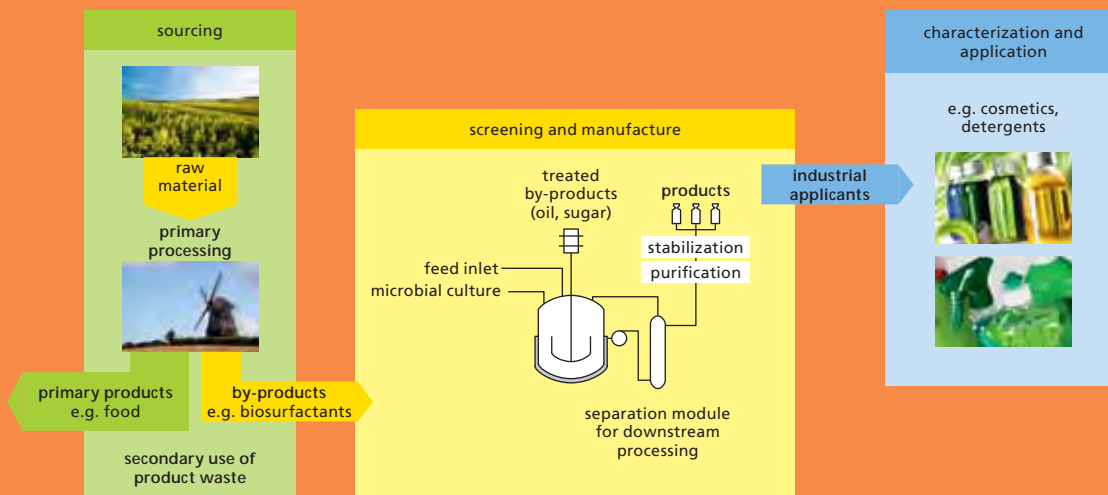 sourcing
raw
material
primary
processing
primary products
e.g. food
by-products
e.g. biosurfactants
secondary use of
product waste
screening and manufacture
treated
by-products
(oil, sugar)
products
stabilization
purification
feed inlet
microbial culture
separation module
for downstream
processing
industrial
applicants
characterization and
application
e.g. cosmetics,
detergents